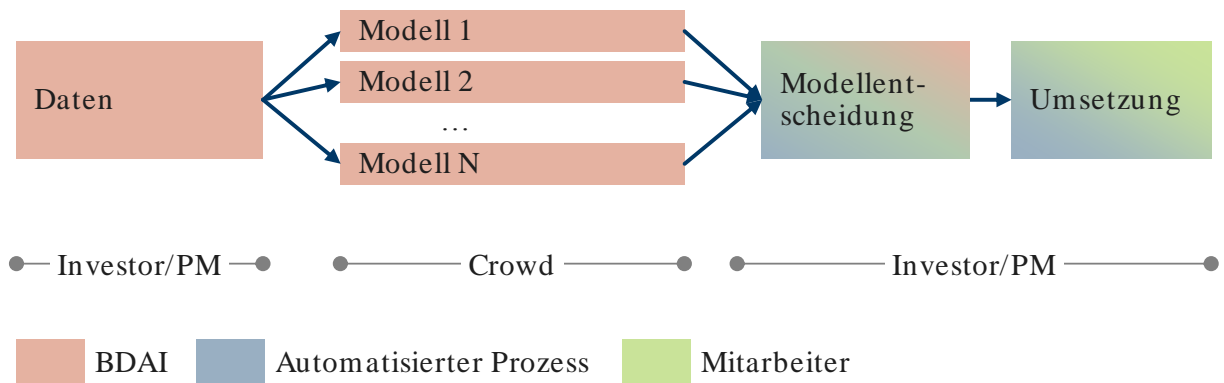 Daten
Modell 1
Modell 2
...
Modell N
Modellent-
scheidung
Umsetzung
Investor/PM
Crowd
Investor/PM
BDAI
Automatisierter Prozess
Mitarbeiter